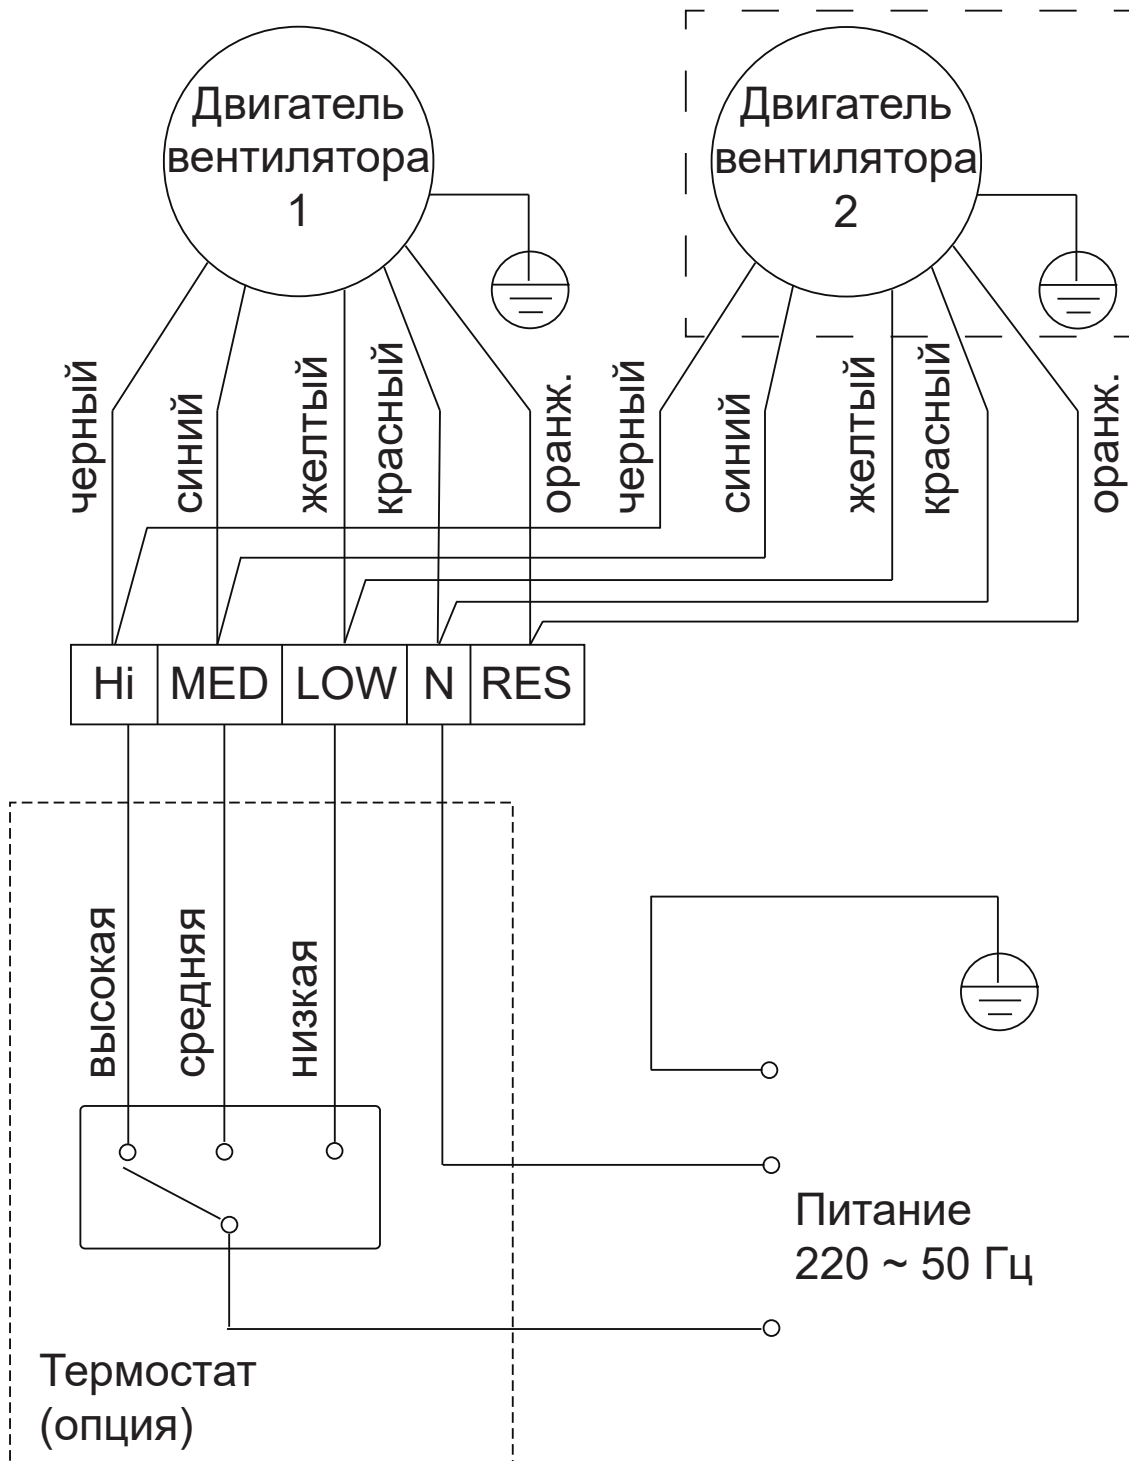 Двигатель
вентилятора
1
Двигатель
вентилятора
2
черный
синий
желтый
красный
оранж.
черный
синий
желтый
красный
оранж.
Hi
MED
LOW
N
RES
высокая
средняя
низкая
Питание
220 ~ 50 Гц
Термостат
(опция)